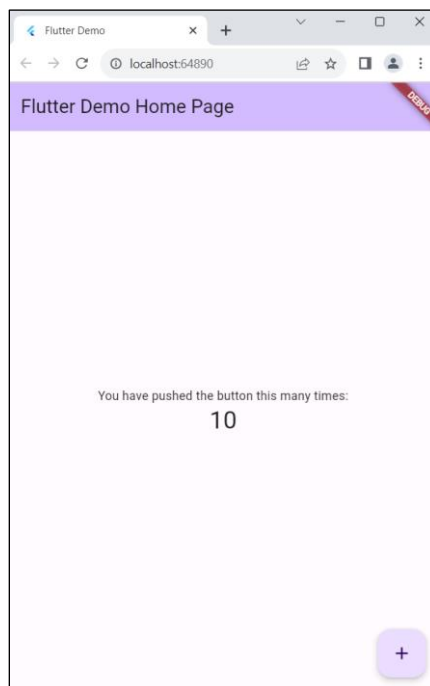 Flutter Demo
localhost:64890
Flutter Demo Home Page
DEBUG
You have pushed the button this many times:
10